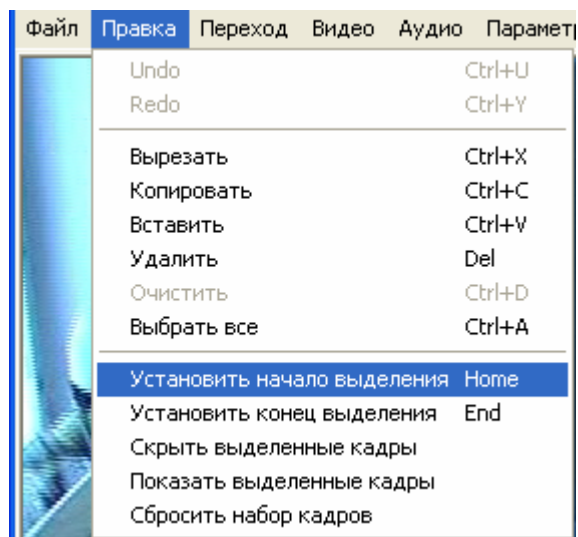 Файл Правка Переход Видео Аудио Парамет
Undo Ctrl+U
Redo Ctrl+Y
Вырезать Ctrl+X
Копировать Ctrl+C
Вставить Ctrl+V
Удалить Del
Очистить Ctrl+D
Выбрать все Ctrl+A
Установить начало выделения Home
Установить конец выделения End
Скрыть выделенные кадры
Показать выделенные кадры
Сбросить набор кадров